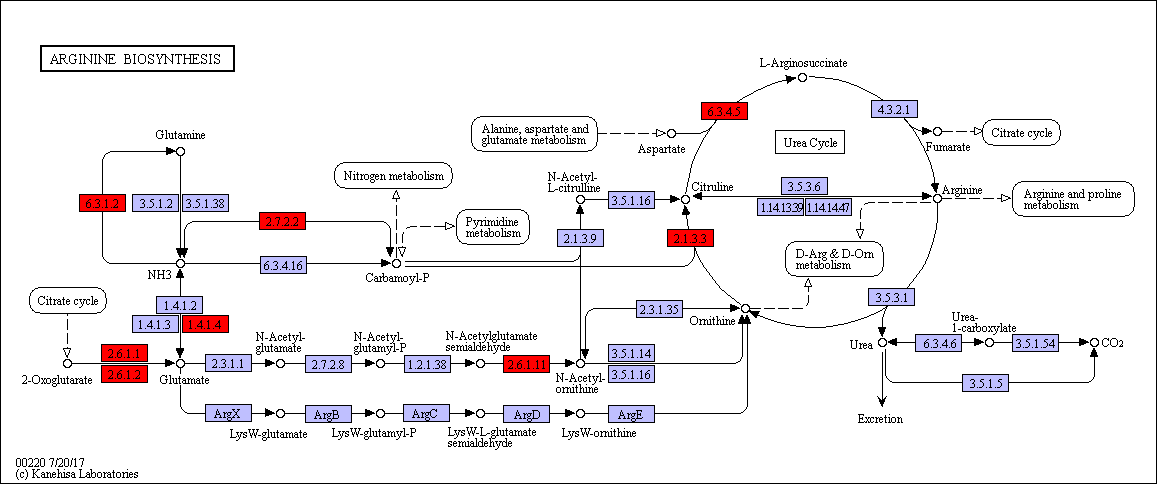 ARGININE BIOSYNTHESIS
L-Arginosuccinate
6.3.4.5
4.3.2.1
Alanine, aspartate and
glutamate metabolism
Aspartate
Urea Cycle
Fumarate
Citrate cycle
Glutamine
Nitrogen metabolism
N-Acetyl-
L-citrulline
Citruline
3.5.3.6
Arginine
Arginine and proline
metabolism
6.3.1.2
3.5.1.2
3.5.1.38
3.5.1.16
1.14.13.39
1.14.14.47
2.7.2.2
Pyrimidine
metabolism
2.1.3.9
2.1.3.3
D-Arg & D-Orn
metabolism
NH3
6.3.4.16
Carbamoyl-P
Citrate cycle
1.4.1.2
1.4.1.3
1.4.1.4
2.3.1.35
Ornithine
3.5.3.1
N-Acetyl-
glutamate
N-Acetyl-
glutamyl-P
N-Acetylglutamate
semialdehyde
Urea-
1-carboxylate
2.6.1.1
2.6.1.2
2-Oxoglutarate
Glutamate
2.3.1.1
2.7.2.8
1.2.1.38
2.6.1.11
N-Acetyl-
ornithine
3.5.1.14
3.5.1.16
Urea
6.3.4.6
3.5.1.54
CO2
3.5.1.5
ArgX
ArgB
ArgC
ArgD
ArgE
LysW-glutamate
LysW-glutamyl-P
LysW-L-glutamate
semialdehyde
LysW-ornithine
Excretion
00220 7/20/17
(c) Kanehisa Laboratories